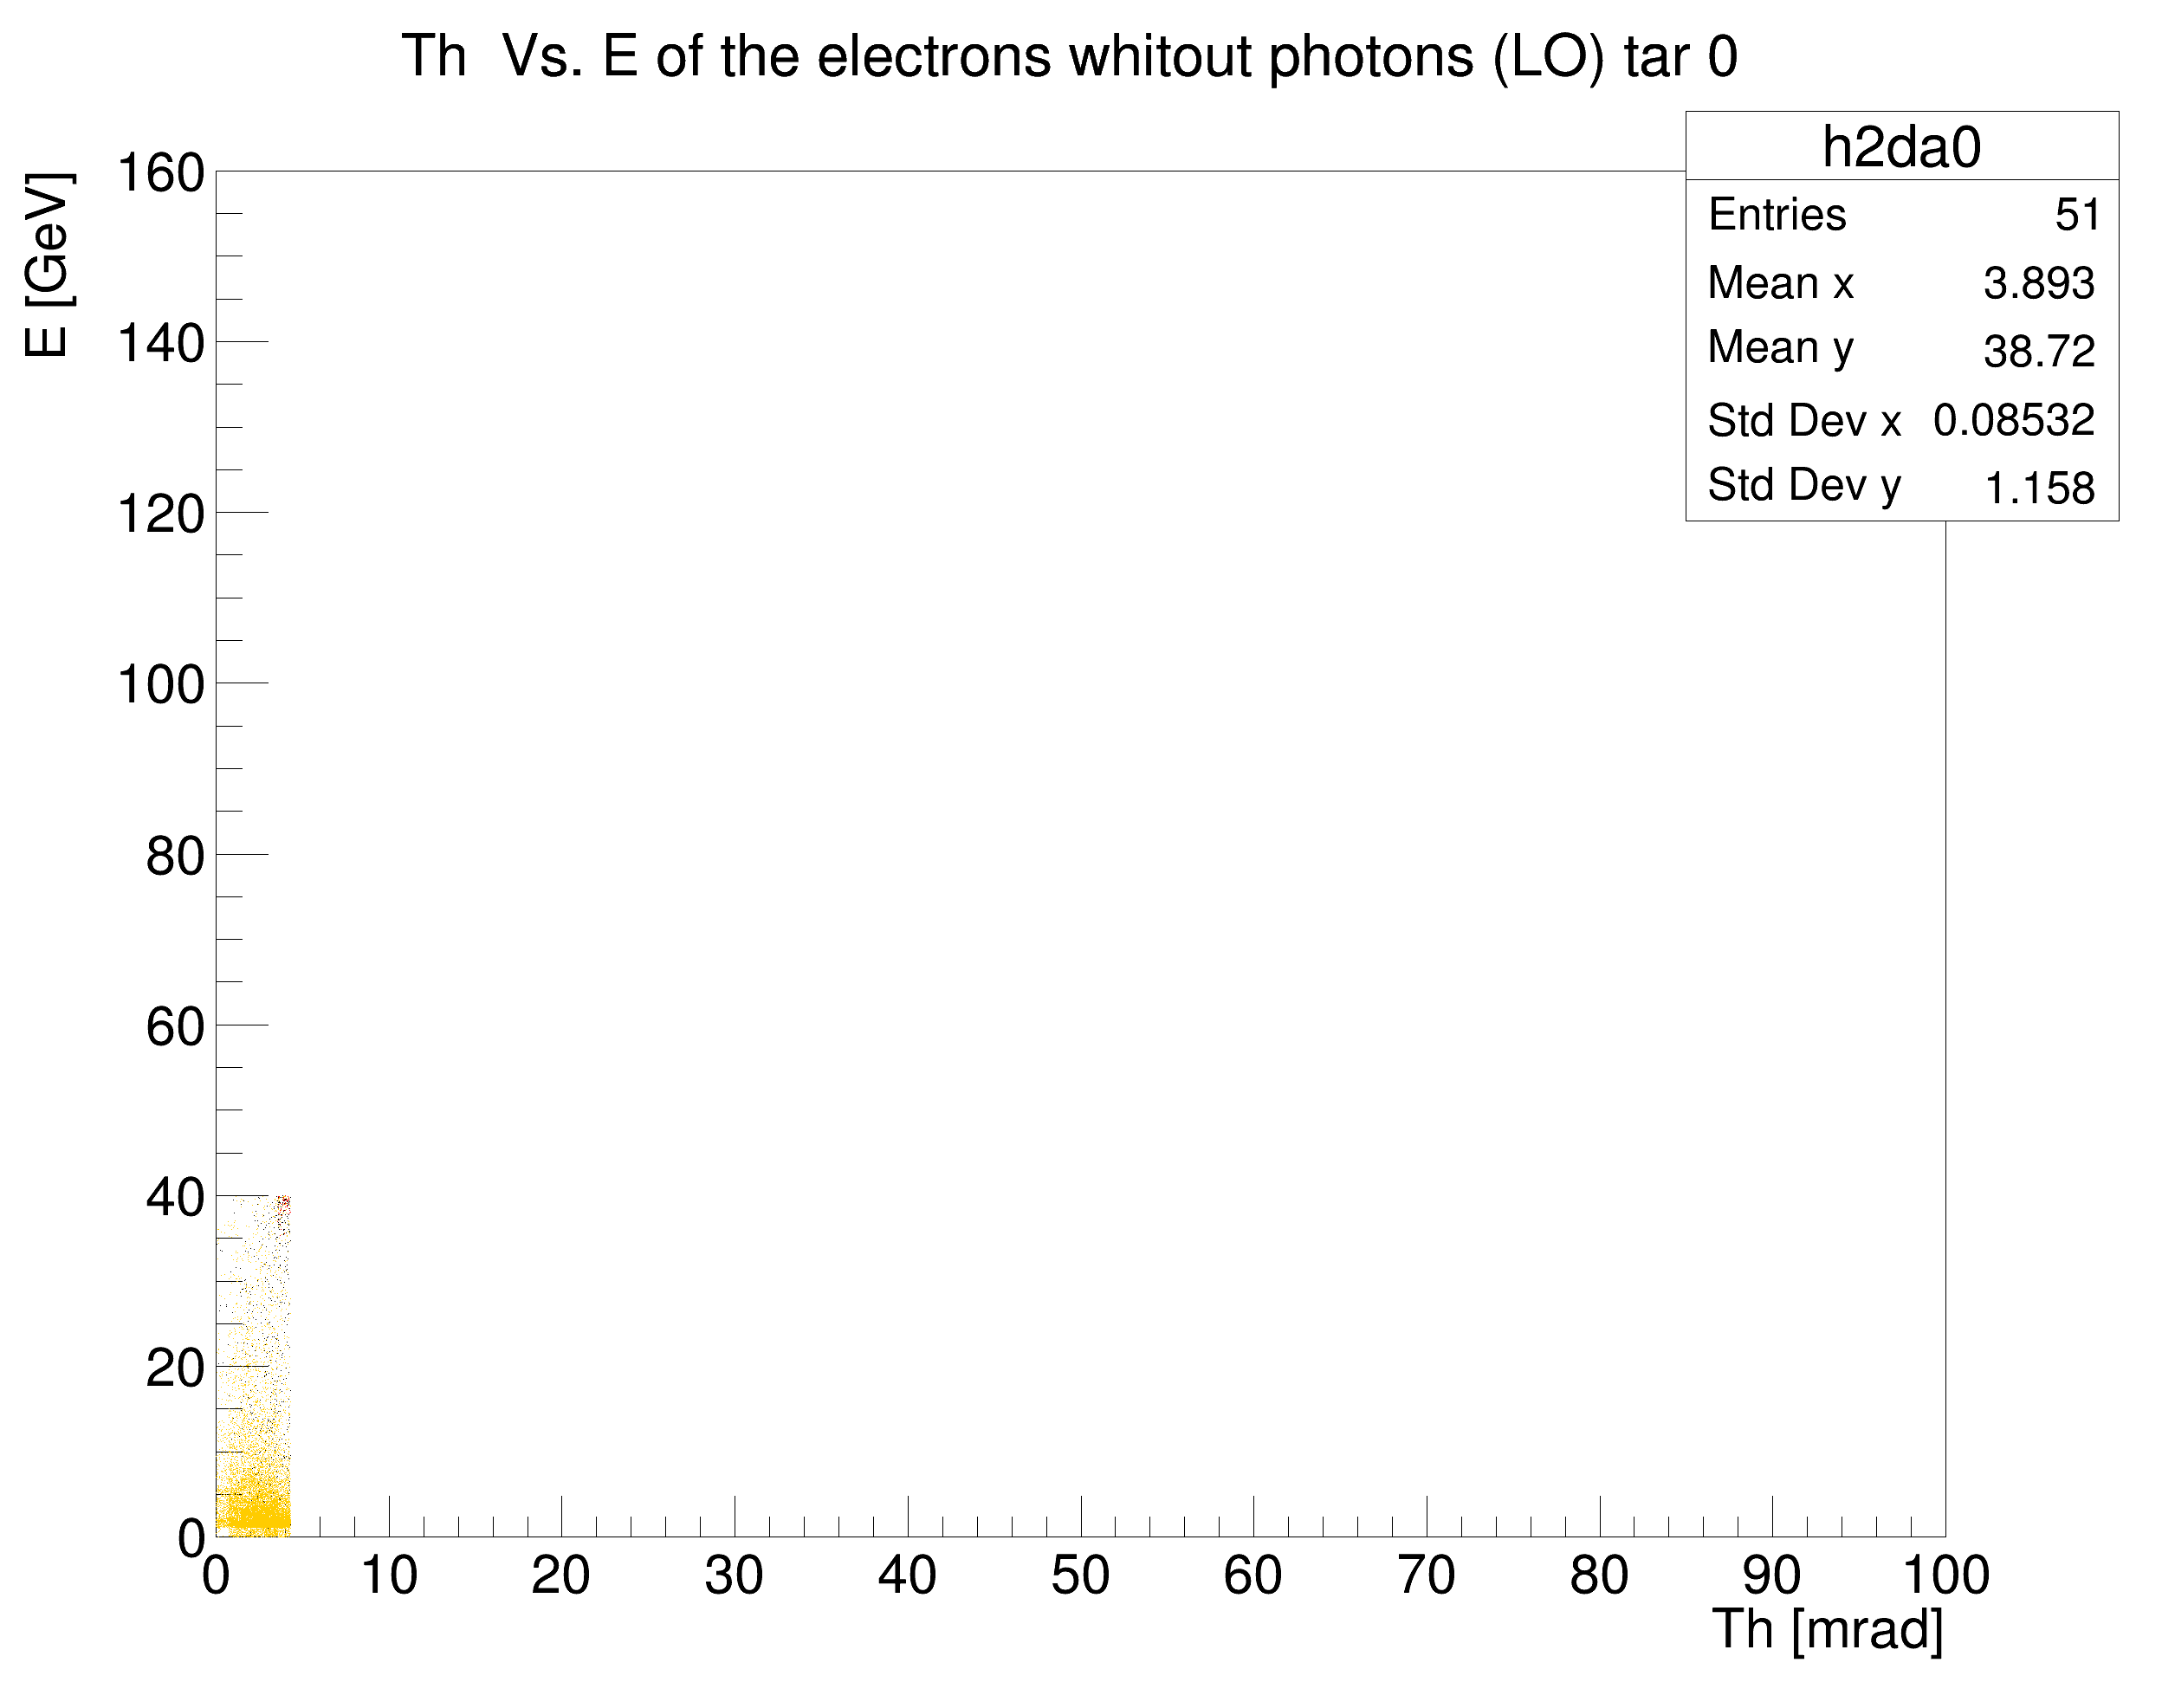 Th  Vs. E of the electrons whitout photons (LO) tar 0
h2da0
Entries 51
Mean x 3.893
Mean y 38.72
Std Dev x 0.08532
Std Dev y 1.158
E [GeV]
160
140
120
100
80
60
40
20
0
0 10 20 30 40 50 60 70 80 90 100
Th [mrad]